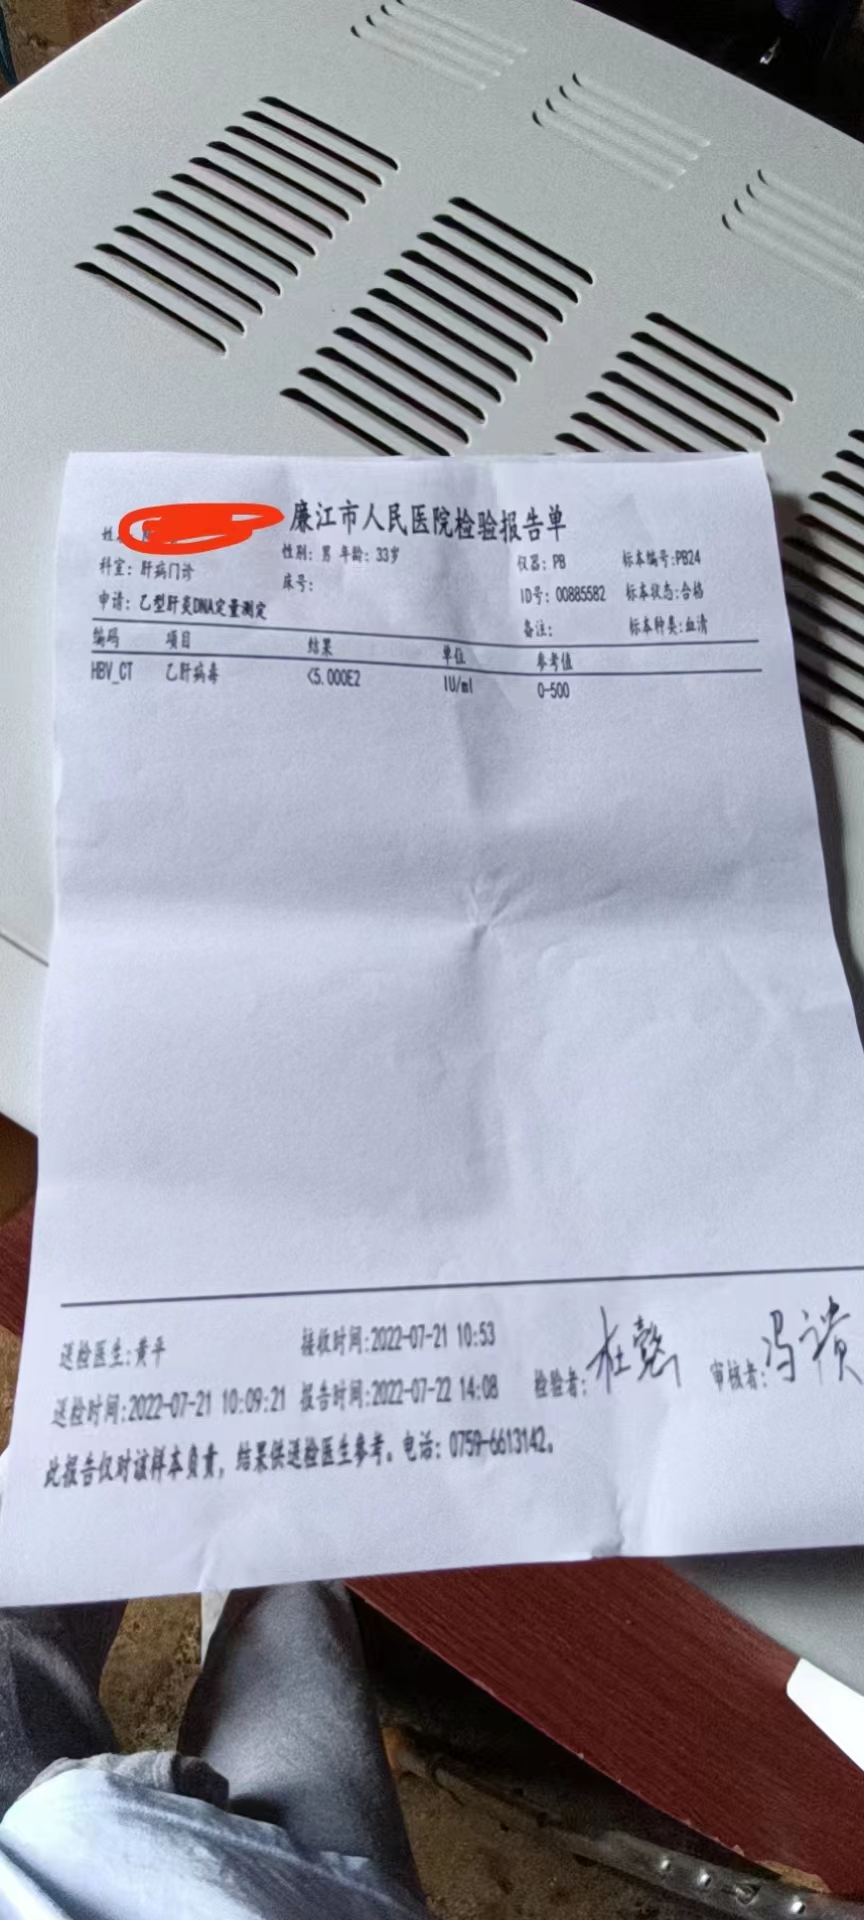 廉江市人民医院检验报告单
姓
性别: 男 年龄: 33岁
仪器: PB
标本编号:PB24
科室: 肝病门诊
床号:
ID号: 00885582
标本状态:合格
申请: 乙型肝炎DNA定量测定
备注:
标本种类:血清
编码 项目 结果 单位 参考值
HBV_CT 乙肝病毒 <5.000E2 IU/ml 0-500
送检医生:黄平 接收时间:2022-07-21 10:53
送检时间:2022-07-21 10:09:21 报告时间:2022-07-22 14:08 检验者: 审核者:冯
此报告仅对该样本负责, 结果供送检医生参考。电话: 0759-6613142。